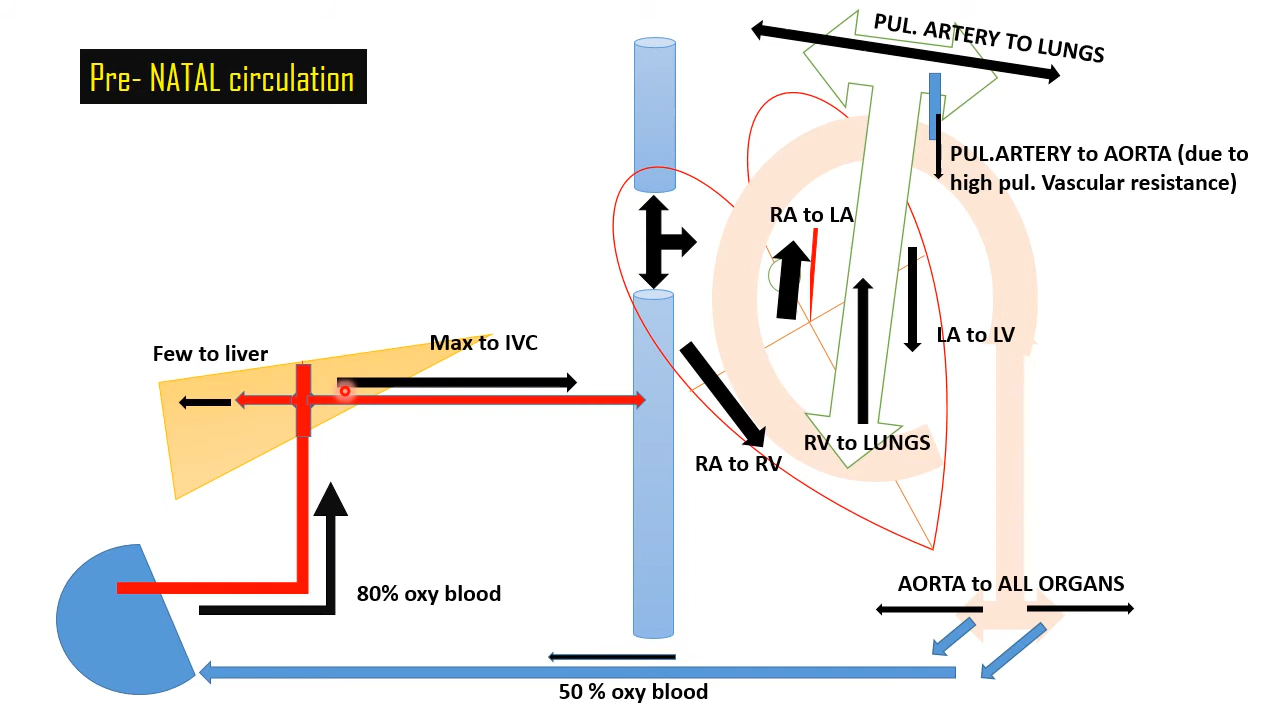 Pre- NATAL circulation
PUL. ARTERY TO LUNGS
PUL.ARTERY to AORTA (due to
high pul. Vascular resistance)
RA to LA
LA to LV
Few to liver
Max to IVC
RV to LUNGS
RA to RV
80% oxy blood
AORTA to ALL ORGANS
50 % oxy blood